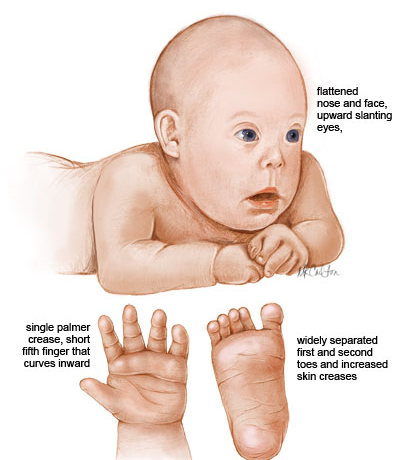 flattened
nose and face,
upward slanting
eyes,
single palmer
crease, short
fifth finger that
curves inward
widely separated
first and second
toes and increased
skin creases